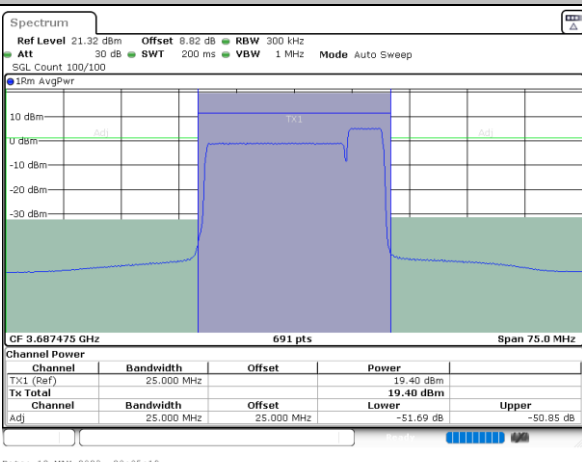 Spectrum
Ref Level 21.32 dBm Offset 8.82 dB RBW 300 kHz
Att 30 dB SWT 200 ms VBW 1 MHz Mode Auto Sweep
SGL Count 100/100
1Rm AvgPwr
10 dBm
TX1
Adj
Adj
0 dBm
-10 dBm
-20 dBm
-30 dBm
CF 3.687475 GHz 691 pts Span 75.0 MHz
Channel Power
Channel Bandwidth Offset Power
TX1 (Ref) 25.000 MHz 19.40 dBm
Tx Total 19.40 dBm
Channel Bandwidth Offset Lower Upper
Adj 25.000 MHz 25.000 MHz -51.69 dB -50.85 dB